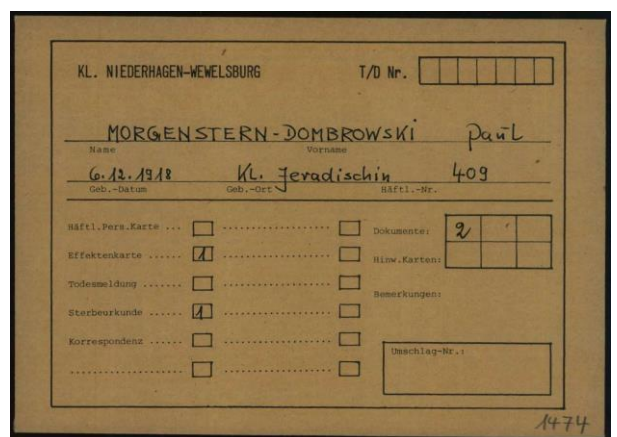 KL. NIEDERHAGEN-WEWELSBURG T/D Nr.
MORGENSTERN-DOMBROWSKI Paul
Name Vorname
6.12.1918 Kl. Jeradischin 409
Geb.-Datum Geb.-Ort Häftl.-Nr.
Häftl.Pers.Karte ... Dokumente: 2
Effektenkarte ...... 1 Hinw.Karten:
Todesmeldung ......
Bemerkungen:
Sterbeurkunde ..... 1
Korrespondenz .....
Umschlag-Nr.:
1474